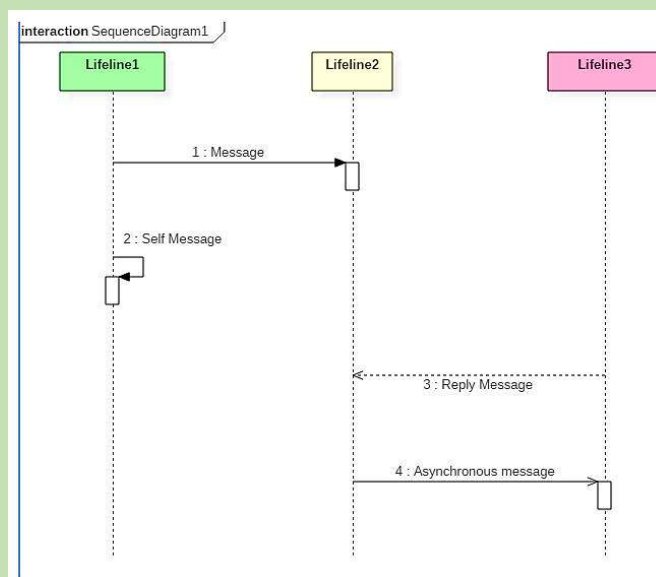 interaction SequenceDiagram1
Lifeline1
Lifeline2
Lifeline3
1 : Message
2 : Self Message
3 : Reply Message
4 : Asynchronous message